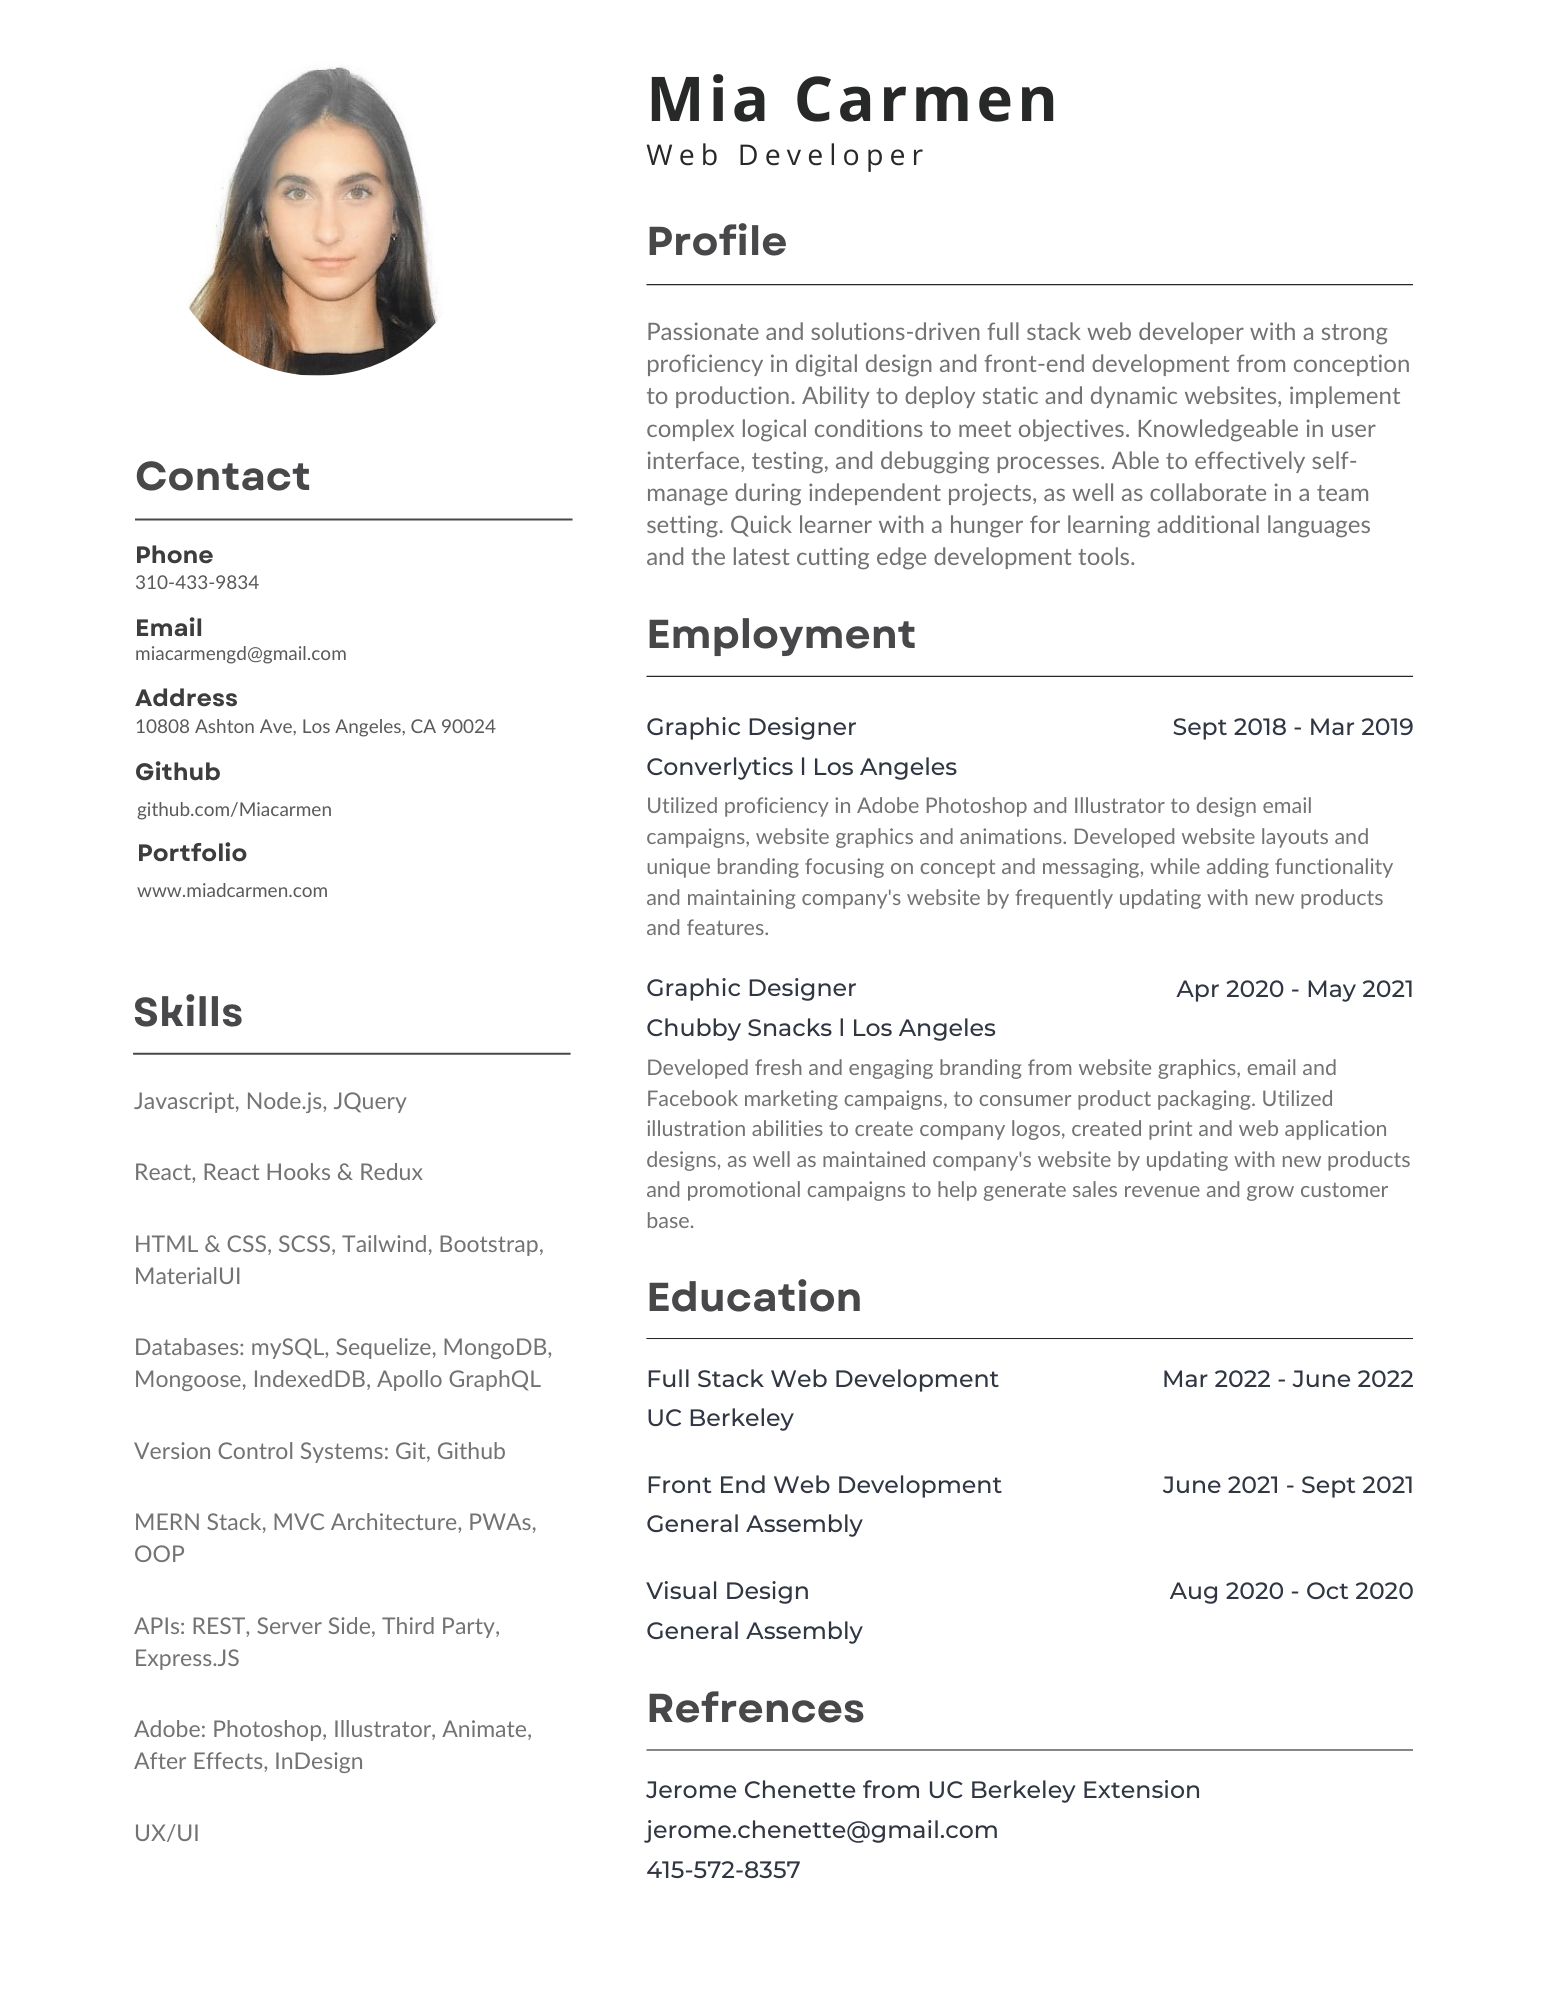 Mia Carmen
Web Developer
Contact
Phone
310-433-9834
Email
miacarmengd@gmail.com
Address
10808 Ashton Ave, Los Angeles, CA 90024
Github
github.com/Miacarmen
Portfolio
www.miadcarmen.com
Skills
Javascript, Node.js, JQuery
React, React Hooks & Redux
HTML & CSS, SCSS, Tailwind, Bootstrap,
MaterialUI
Databases: mySQL, Sequelize, MongoDB,
Mongoose, IndexedDB, Apollo GraphQL
Version Control Systems: Git, Github
MERN Stack, MVC Architecture, PWAs,
OOP
APIs: REST, Server Side, Third Party,
Express.JS
Adobe: Photoshop, Illustrator, Animate,
After Effects, InDesign
UX/UI
Profile
Passionate and solutions-driven full stack web developer with a strong
proficiency in digital design and front-end development from conception
to production. Ability to deploy static and dynamic websites, implement
complex logical conditions to meet objectives. Knowledgeable in user
interface, testing, and debugging processes. Able to effectively self-
manage during independent projects, as well as collaborate in a team
setting. Quick learner with a hunger for learning additional languages
and the latest cutting edge development tools.
Employment
Graphic Designer Sept 2018 - Mar 2019
Converlytics l Los Angeles
Utilized proficiency in Adobe Photoshop and Illustrator to design email
campaigns, website graphics and animations. Developed website layouts and
unique branding focusing on concept and messaging, while adding functionality
and maintaining company's website by frequently updating with new products
and features.
Graphic Designer Apr 2020 - May 2021
Chubby Snacks l Los Angeles
Developed fresh and engaging branding from website graphics, email and
Facebook marketing campaigns, to consumer product packaging. Utilized
illustration abilities to create company logos, created print and web application
designs, as well as maintained company's website by updating with new products
and promotional campaigns to help generate sales revenue and grow customer
base.
Education
Full Stack Web Development Mar 2022 - June 2022
UC Berkeley
Front End Web Development June 2021 - Sept 2021
General Assembly
Visual Design Aug 2020 - Oct 2020
General Assembly
Refrences
Jerome Chenette from UC Berkeley Extension
jerome.chenette@gmail.com
415-572-8357